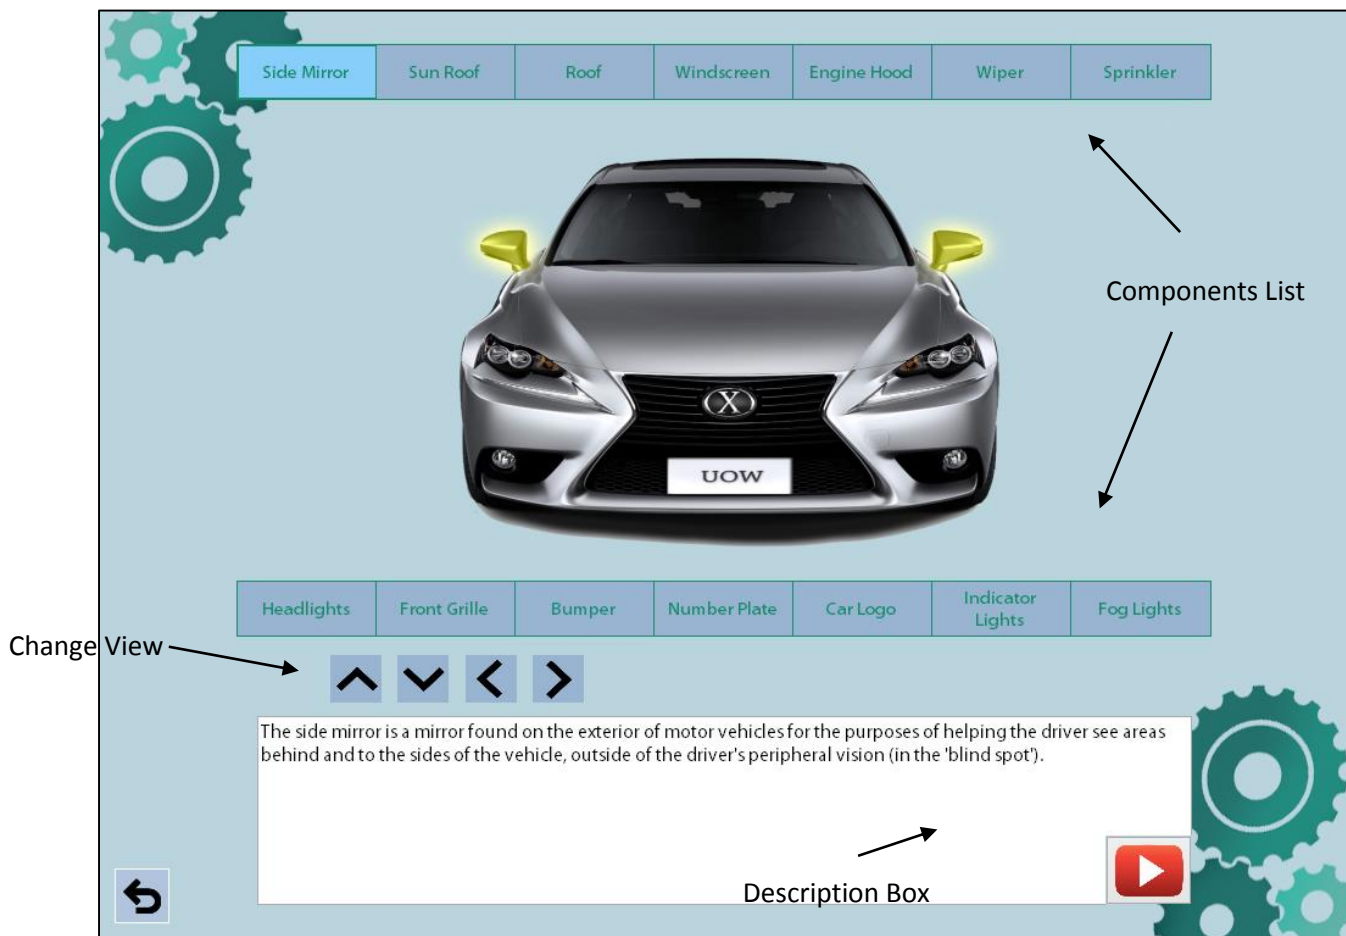 Side Mirror
Sun Roof
Roof
Windscreen
Engine Hood
Wiper
Sprinkler
Components List
X
UOW
Headlights
Front Grille
Bumper
Number Plate
Car Logo
Indicator
Lights
Fog Lights
Change View
The side mirror is a mirror found on the exterior of motor vehicles for the purposes of helping the driver see areas
behind and to the sides of the vehicle, outside of the driver's peripheral vision (in the 'blind spot').
Description Box